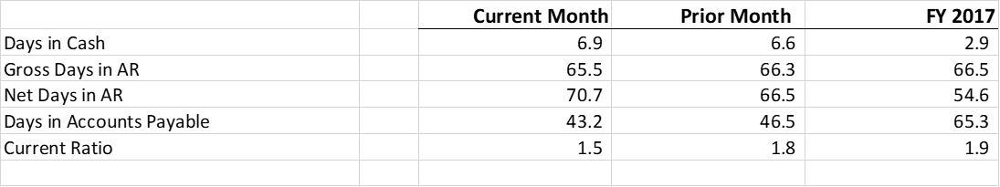 Current Month Prior Month FY 2017
Days in Cash 6.9 6.6 2.9
Gross Days in AR 65.5 66.3 66.5
Net Days in AR 70.7 66.5 54.6
Days in Accounts Payable 43.2 46.5 65.3
Current Ratio 1.5 1.8 1.9